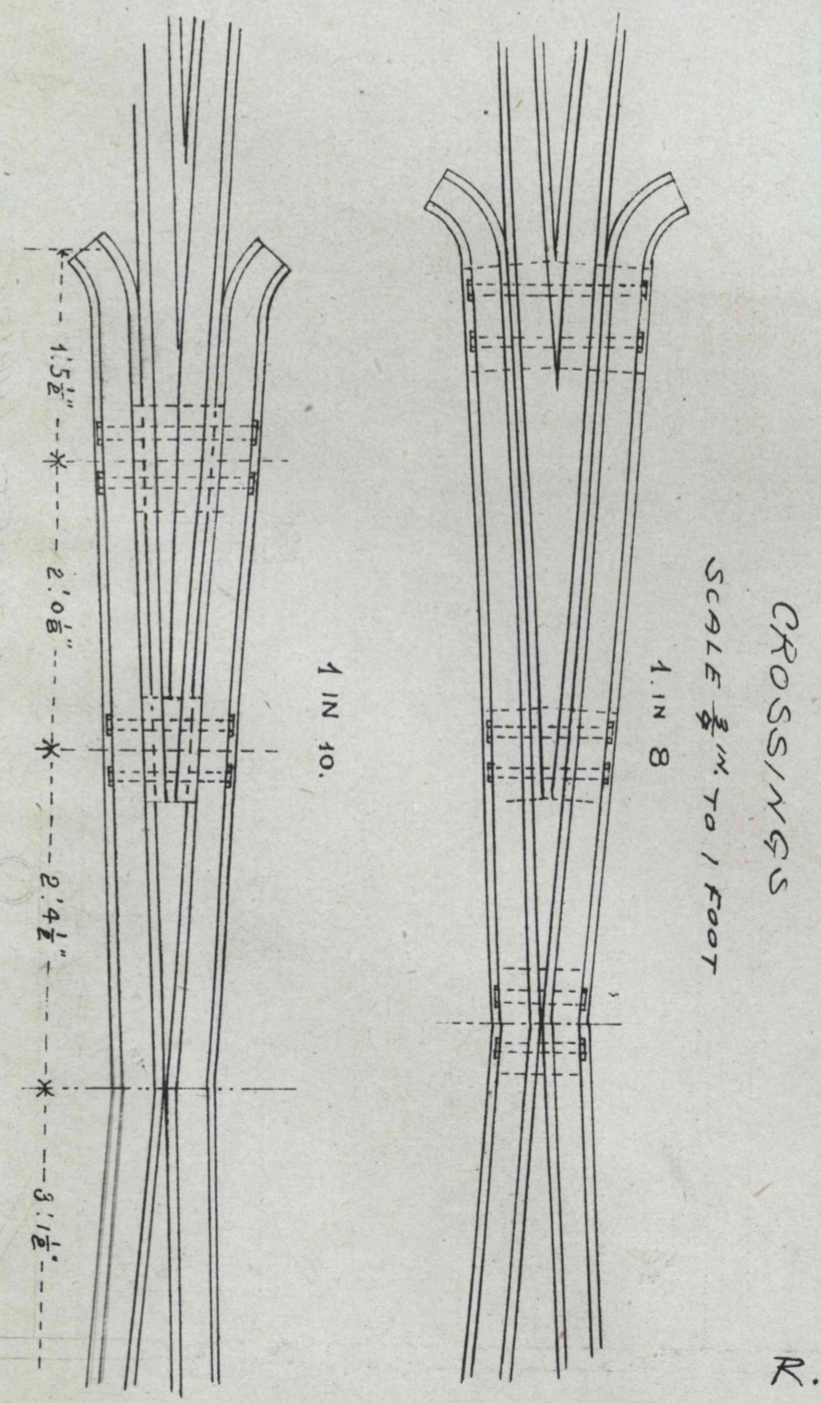 CROSSINGS
SCALE ¾ IN. TO 1 FOOT
R.
1. IN 8
1 IN 10.
1'.5½" 2'.0⅛" 2'.4½" 3'.1½"